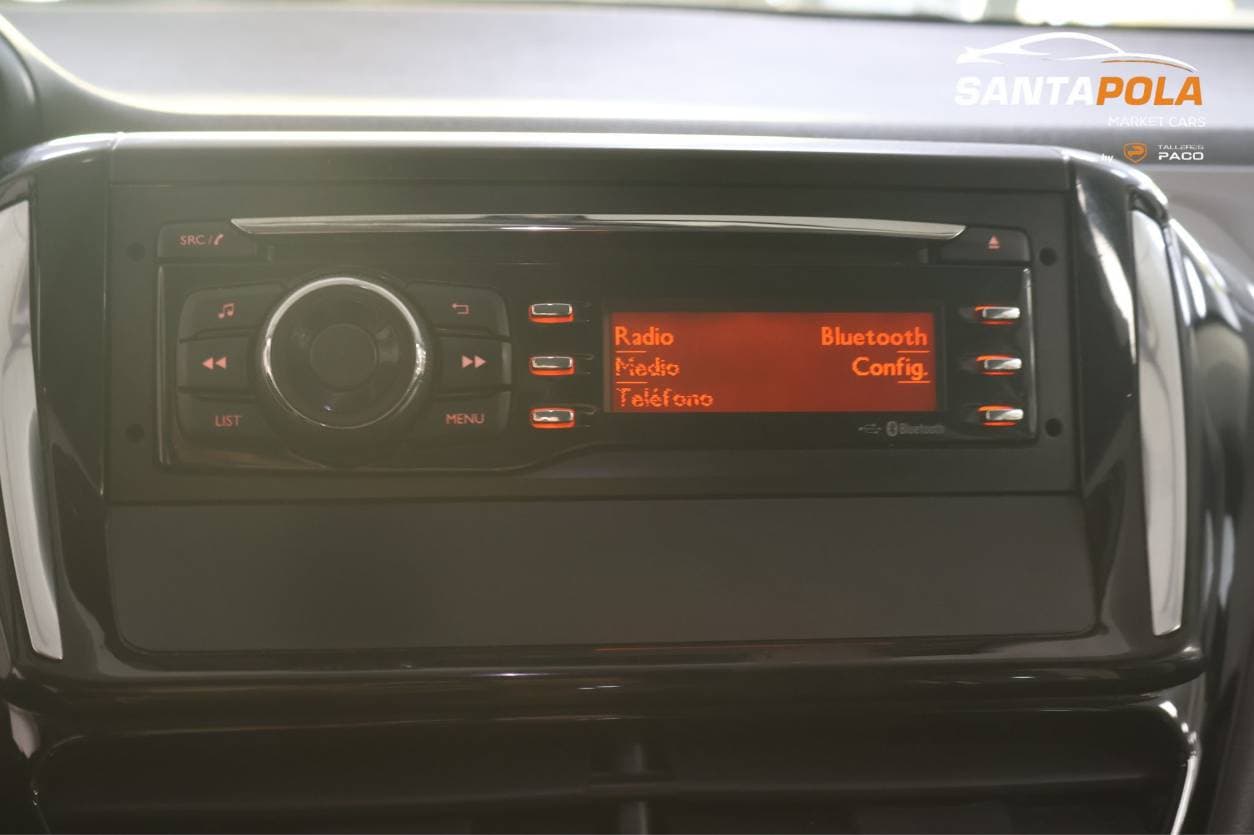 SANTAPOLA
MARKET CARS
by TALLERES
PACO
SRC/
LIST
MENU
Radio Bluetooth
Medio Config.
Teléfono
Bluetooth